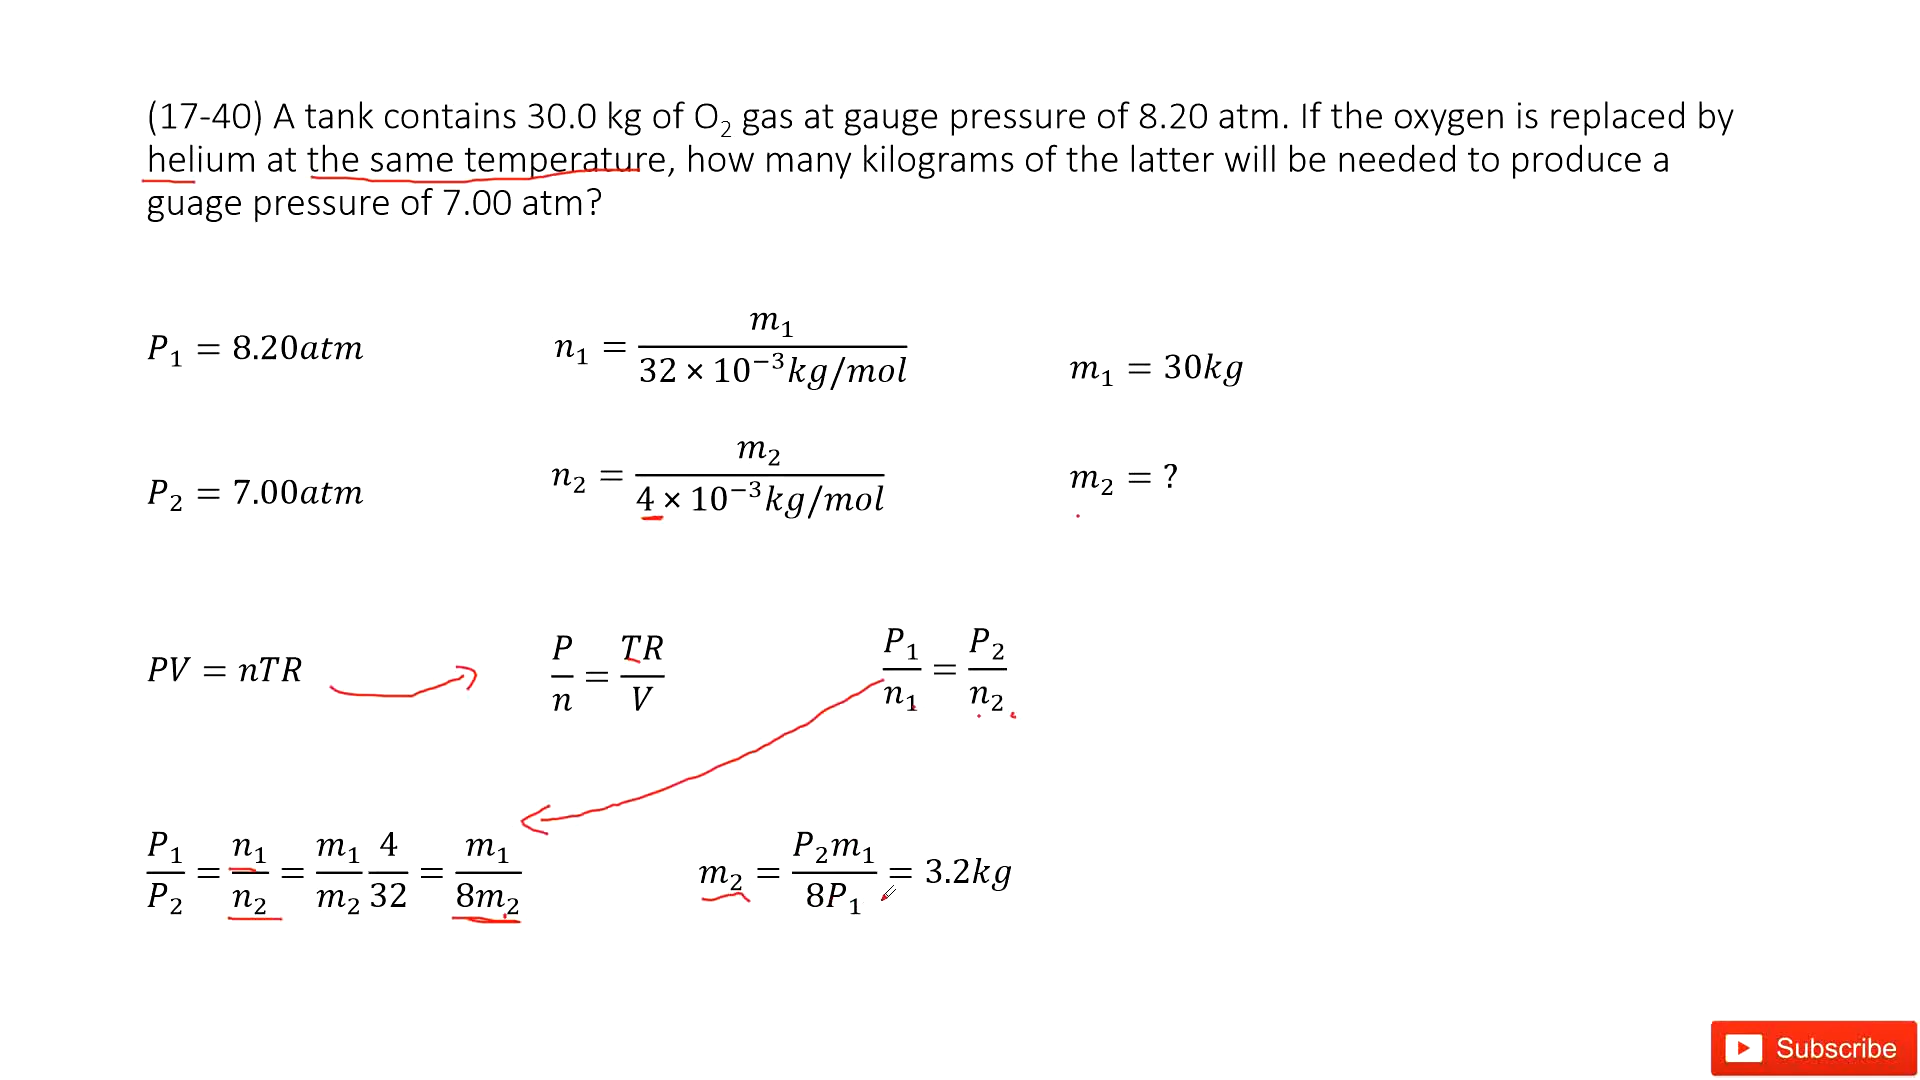 (17-40) A tank contains 30.0 kg of O₂ gas at gauge pressure of 8.20 atm. If the oxygen is replaced by
helium at the same temperature, how many kilograms of the latter will be needed to produce a
guage pressure of 7.00 atm?
P₁ = 8.20atm
n₁ = m₁ / (32 × 10⁻³kg/mol)
m₁ = 30kg
P₂ = 7.00atm
n₂ = m₂ / (4 × 10⁻³kg/mol)
m₂ = ?
PV = nTR
P/n = TR/V
P₁/n₁ = P₂/n₂
P₁/P₂ = n₁/n₂ = m₁/m₂ 4/32 = m₁/8m₂
m₂ = P₂m₁/8P₁ = 3.2kg
Subscribe